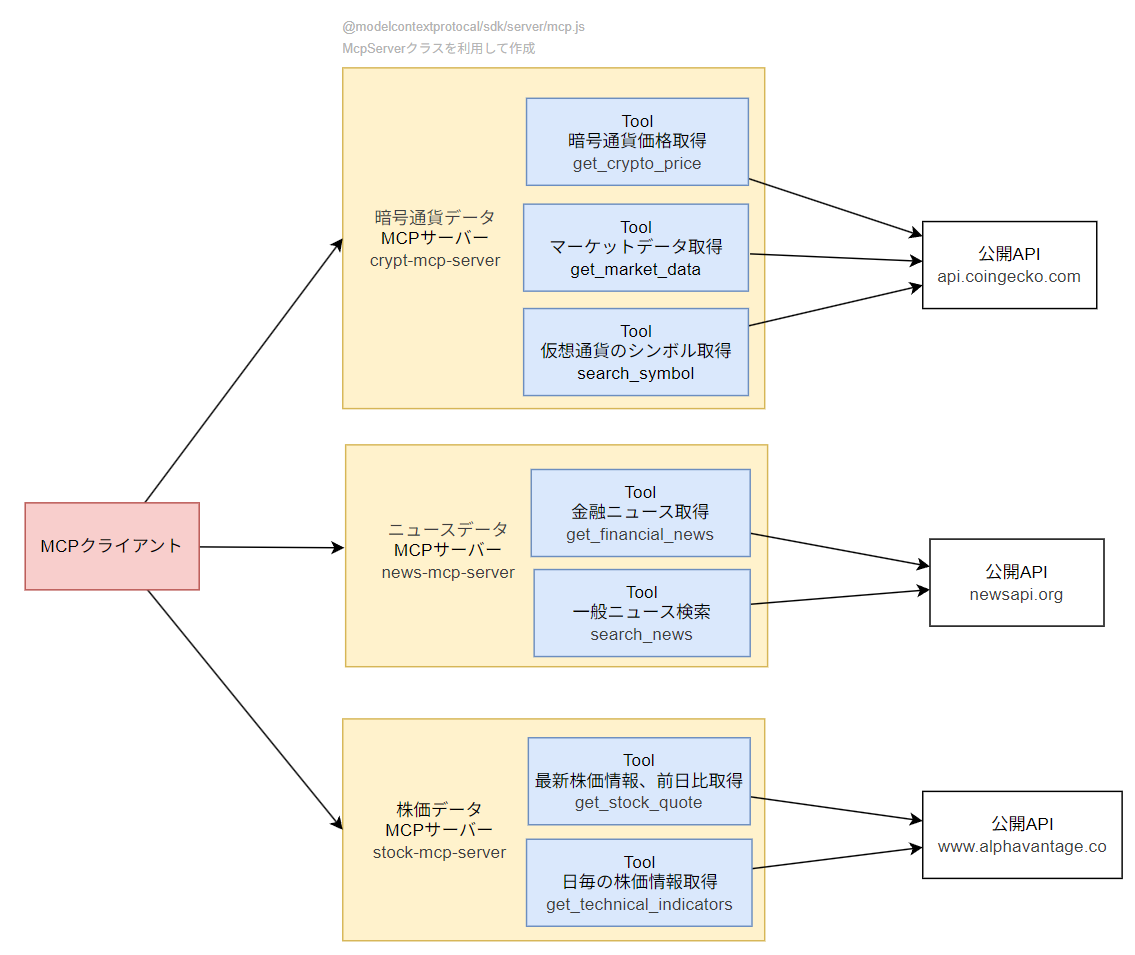 @modelcontextprotocal/sdk/server/mcp.js
McpServerクラスを利用して作成
Tool
暗号通貨価格取得
get_crypto_price
暗号通貨データ
MCPサーバー
crypt-mcp-server
Tool
マーケットデータ取得
get_market_data
Tool
仮想通貨のシンボル取得
search_symbol
公開API
api.coingecko.com
MCPクライアント
ニュースデータ
MCPサーバー
news-mcp-server
Tool
金融ニュース取得
get_financial_news
Tool
一般ニュース検索
search_news
公開API
newsapi.org
株価データ
MCPサーバー
stock-mcp-server
Tool
最新株価情報、前日比取得
get_stock_quote
Tool
日毎の株価情報取得
get_technical_indicators
公開API
www.alphavantage.co